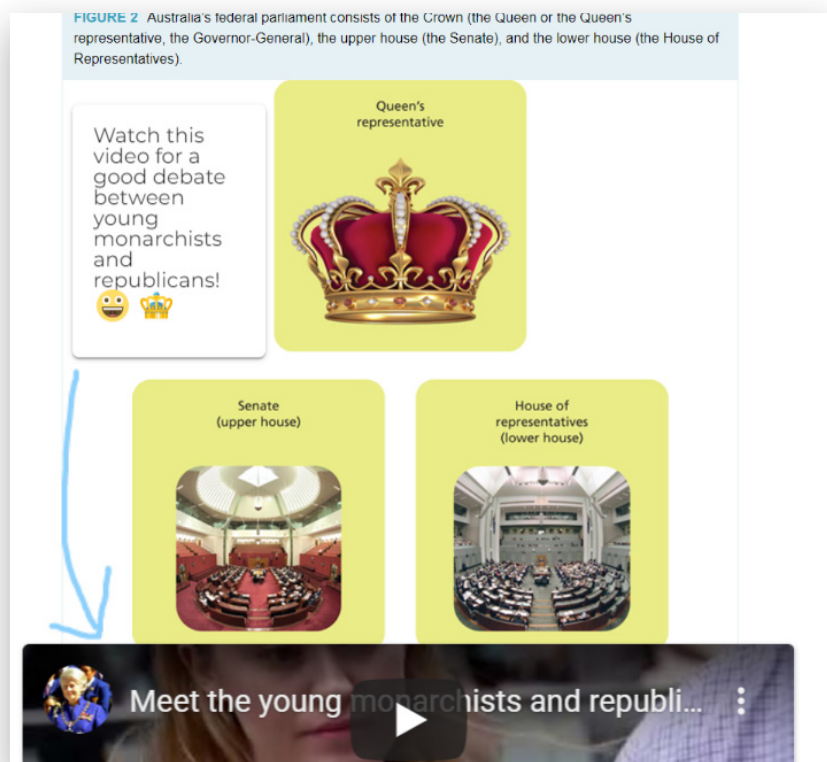 FIGURE 2 Australia's federal parliament consists of the Crown (the Queen or the Queen's
representative, the Governor-General), the upper house (the Senate), and the lower house (the House of
Representatives).
Queen's
representative
Watch this
video for a
good debate
between
young
monarchists
and
republicans!
😀 👑
Senate
(upper house)
House of
representatives
(lower house)
Meet the young monarchists and republi...